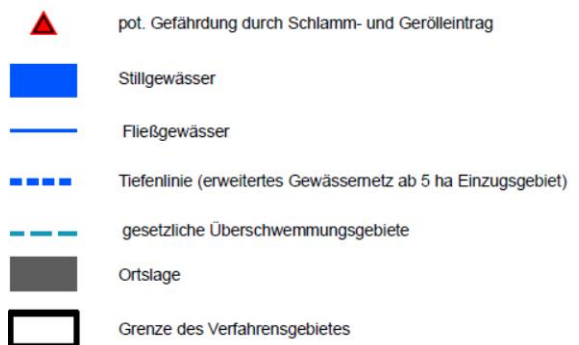 pot. Gefährdung durch Schlamm- und Gerölleintrag
Stillgewässer
Fließgewässer
Tiefenlinie (erweitertes Gewässernetz ab 5 ha Einzugsgebiet)
gesetzliche Überschwemmungsgebiete
Ortslage
Grenze des Verfahrensgebietes